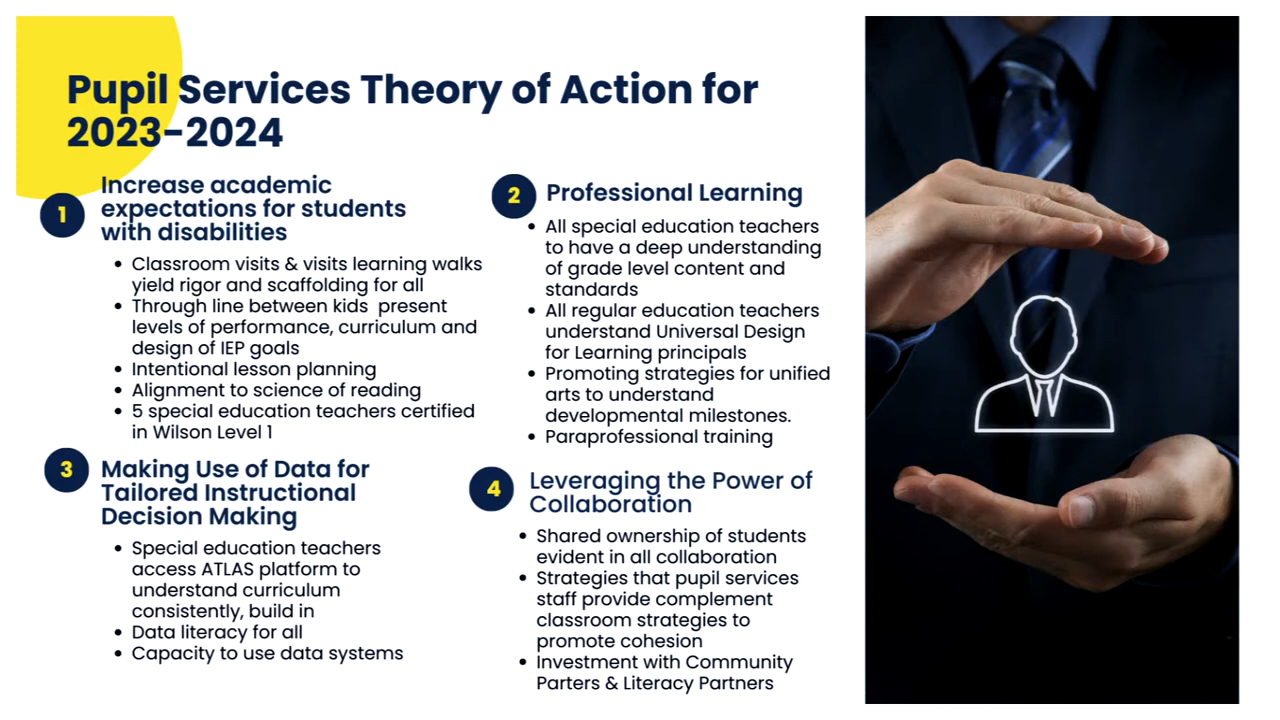 Pupil Services Theory of Action for
2023-2024
1
Increase academic
expectations for students
with disabilities
• Classroom visits & visits learning walks
yield rigor and scaffolding for all
• Through line between kids  present
levels of performance, curriculum and
design of IEP goals
• Intentional lesson planning
• Alignment to science of reading
• 5 special education teachers certified
in Wilson Level 1
2
Professional Learning
• All special education teachers
to have a deep understanding
of grade level content and
standards
• All regular education teachers
understand Universal Design
for Learning principals
• Promoting strategies for unified
arts to understand
developmental milestones.
• Paraprofessional training
3
Making Use of Data for
Tailored Instructional
Decision Making
• Special education teachers
access ATLAS platform to
understand curriculum
consistently, build in
• Data literacy for all
• Capacity to use data systems
4
Leveraging the Power of
Collaboration
• Shared ownership of students
evident in all collaboration
• Strategies that pupil services
staff provide complement
classroom strategies to
promote cohesion
• Investment with Community
Parters & Literacy Partners